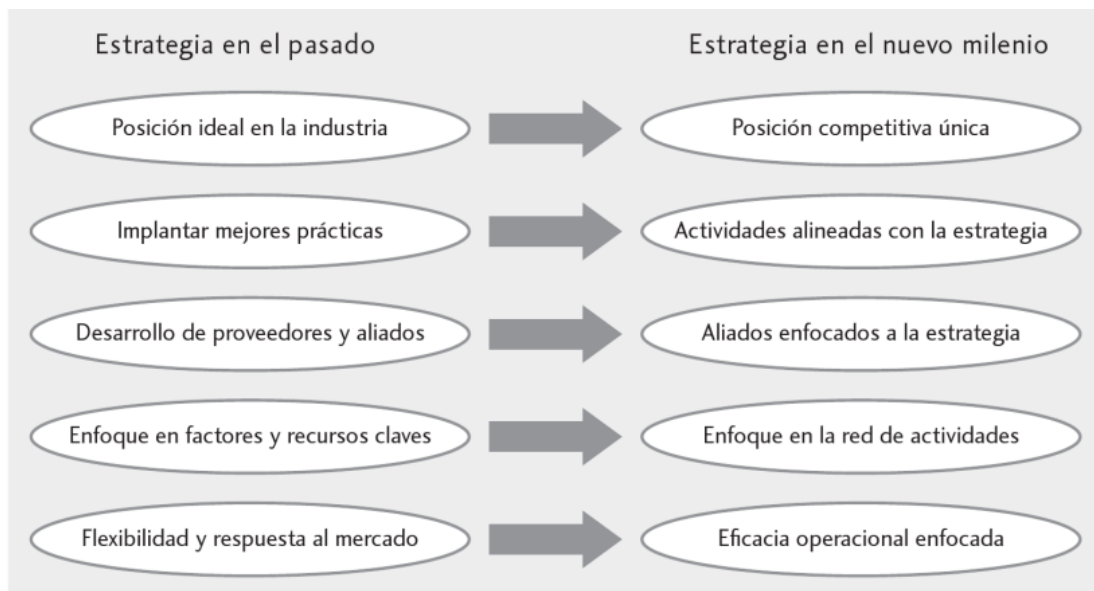 Estrategia en el pasado
Estrategia en el nuevo milenio
Posición ideal en la industria
Posición competitiva única
Implantar mejores prácticas
Actividades alineadas con la estrategia
Desarrollo de proveedores y aliados
Aliados enfocados a la estrategia
Enfoque en factores y recursos claves
Enfoque en la red de actividades
Flexibilidad y respuesta al mercado
Eficacia operacional enfocada